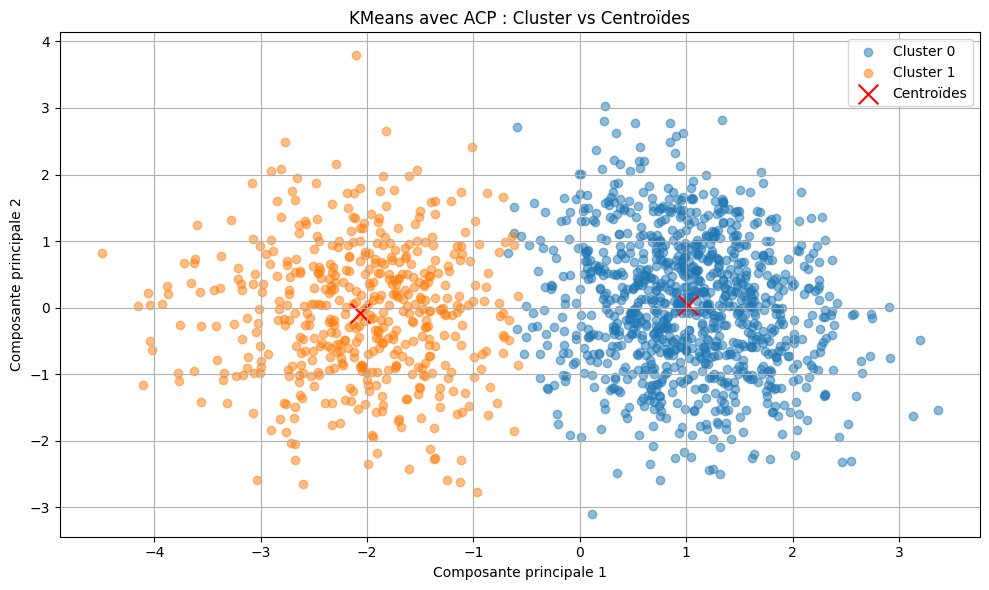 KMeans avec ACP : Cluster vs Centroïdes
Cluster 0
Cluster 1
Centroïdes
Composante principale 2
4
3
2
1
0
−1
−2
−3
−4
−3
−2
−1
0
1
2
3
Composante principale 1